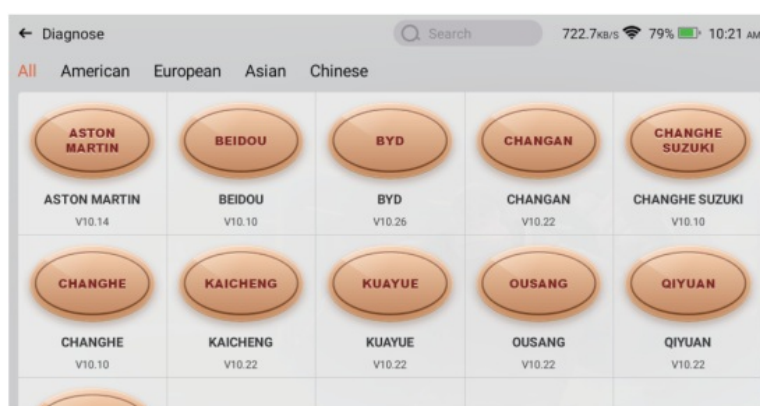 ← Diagnose Search 722.7KB/S 79% 10:21 AM
All American European Asian Chinese
ASTON MARTIN BEIDOU BYD CHANGAN CHANGHE SUZUKI
ASTON MARTIN BEIDOU BYD CHANGAN CHANGHE SUZUKI
V10.14 V10.10 V10.26 V10.22 V10.10
CHANGHE KAICHENG KUAYUE OUSANG QIYUAN
CHANGHE KAICHENG KUAYUE OUSANG QIYUAN
V10.10 V10.22 V10.22 V10.22 V10.22